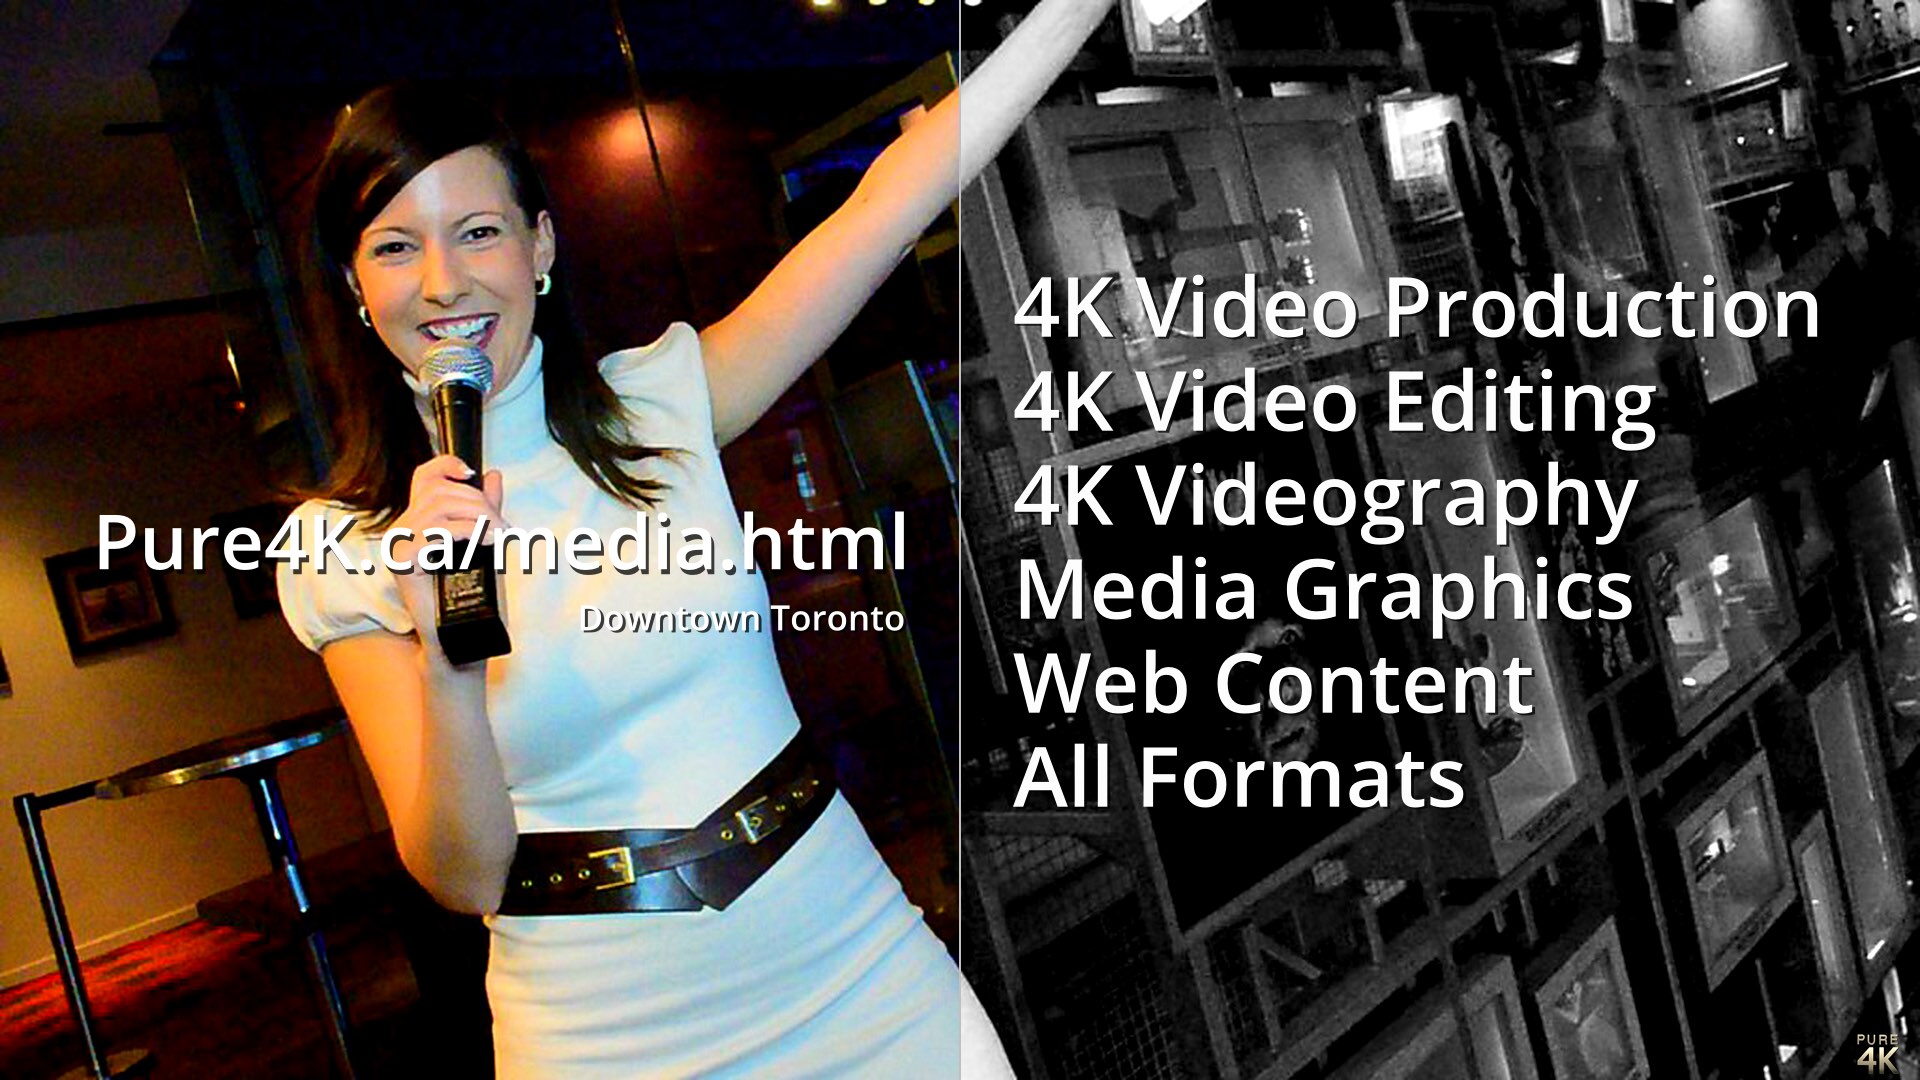 Pure4K.ca/media.html
Downtown Toronto
4K Video Production
4K Video Editing
4K Videography
Media Graphics
Web Content
All Formats
PURE
4K